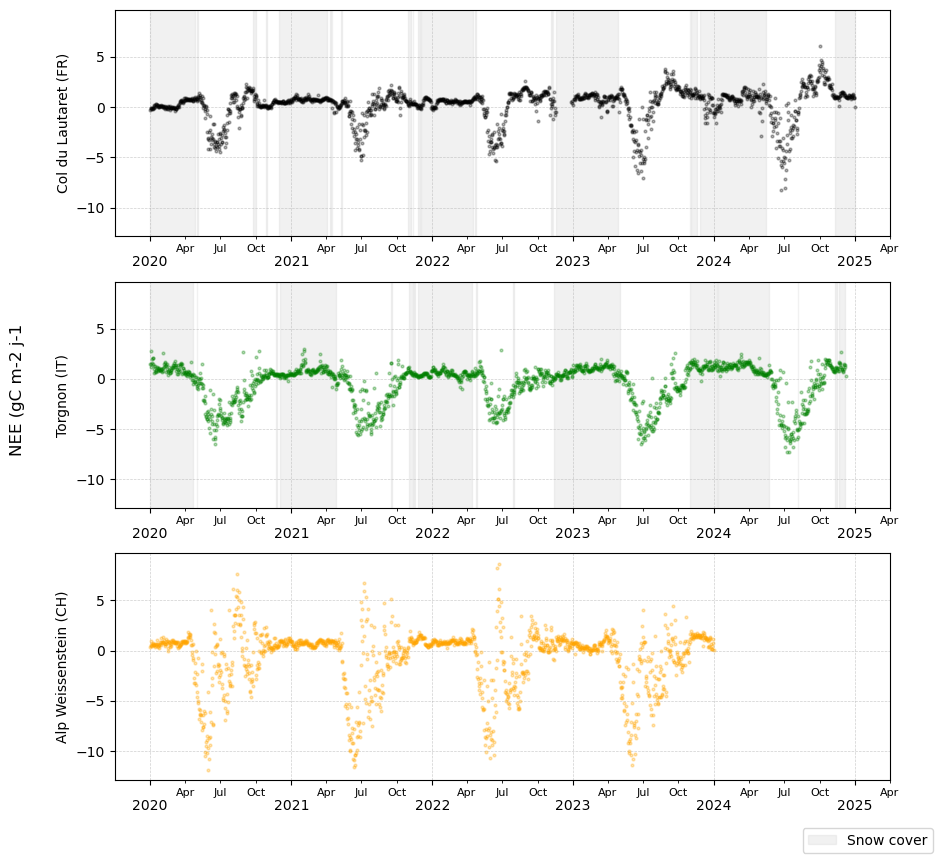 NEE (gC m-2 j-1
Col du Lautaret (FR)
5
0
−5
−10
Apr Jul Oct Apr Jul Oct Apr Jul Oct Apr Jul Oct Apr Jul Oct Apr
2020 2021 2022 2023 2024 2025
Torgnon (IT)
5
0
−5
−10
Apr Jul Oct Apr Jul Oct Apr Jul Oct Apr Jul Oct Apr Jul Oct Apr
2020 2021 2022 2023 2024 2025
Alp Weissenstein (CH)
5
0
−5
−10
Apr Jul Oct Apr Jul Oct Apr Jul Oct Apr Jul Oct Apr Jul Oct Apr
2020 2021 2022 2023 2024 2025
Snow cover